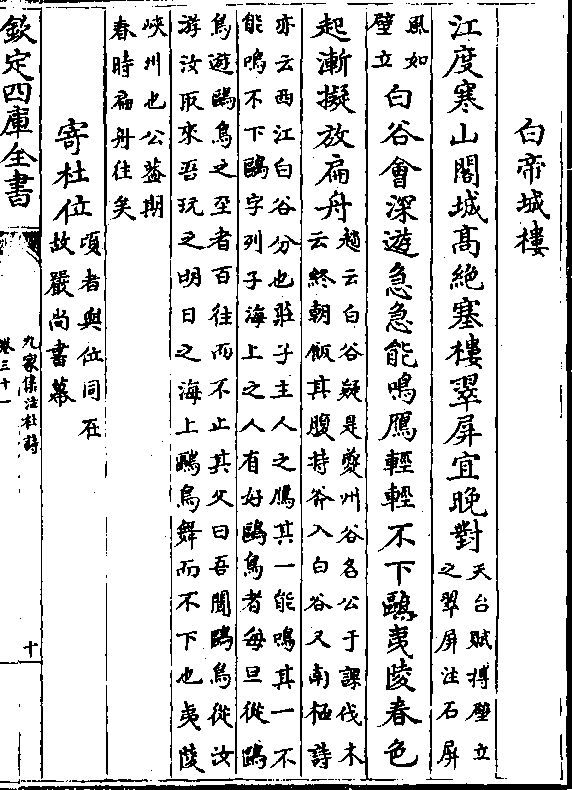 白帝城樓
江度寒山閣城髙絶塞樓翠屏宜晚對天台賦搏壁立
之翠屏注石屏
風如
壁立白谷會深遊急急能鳴鴈輕輕不下鷗夷陵春色
起漸擬放扁舟趙云白谷疑是夔州谷名公于課伐木
云終朝飯其腹持斧入白谷又南極詩
亦云西江白谷分也莊子主人之鴈其一能鳴其一不
能鳴不下鷗字列子海上之人有好鷗鳥者每旦從鷗
鳥遊鷗鳥之至者百往而不止其父曰吾聞鷗鳥從汝
游汝取來吾玩之明日之海上鷗鳥舞而不下也夷陵
峽州也公蓋期
春時扁舟往矣
寄杜位頃者與位同在
故嚴尚書幕
欽定四庫全書
九家集注杜詩
卷三十一
十